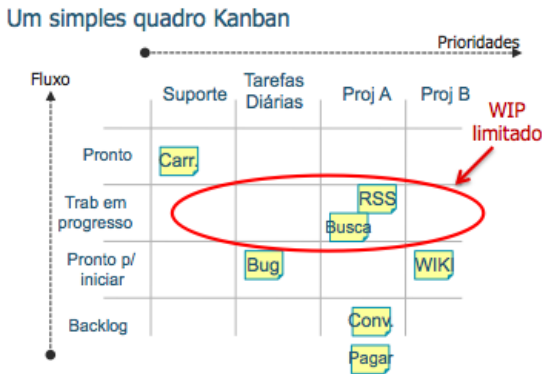 Um simples quadro Kanban
Prioridades
Fluxo
Suporte
Tarefas
Diárias
Proj A
Proj B
WIP
limitado
Pronto
Carr.
Trab em
progresso
RSS
Busca
Pronto p/
iniciar
Bug
WIKI
Backlog
Conv.
Pagar